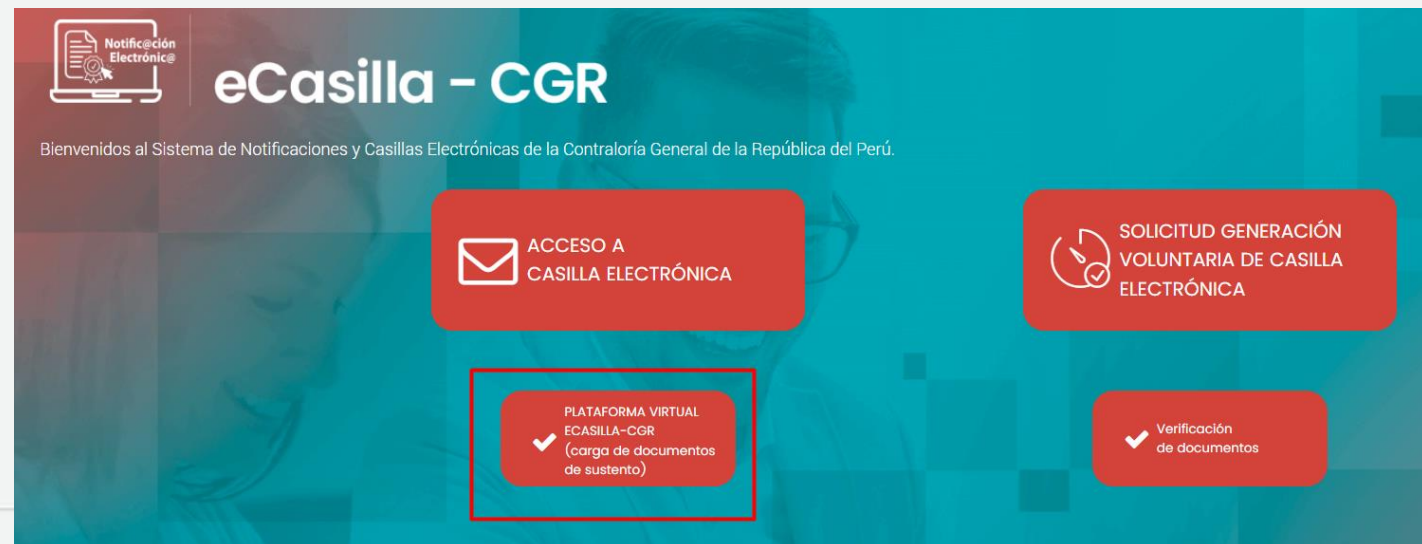 Notific@ción
Electrónic@
eCasilla - CGR
Bienvenidos al Sistema de Notificaciones y Casillas Electrónicas de la Contraloría General de la República del Perú.
ACCESO A
CASILLA ELECTRÓNICA
SOLICITUD GENERACIÓN
VOLUNTARIA DE CASILLA
ELECTRÓNICA
PLATAFORMA VIRTUAL
ECASILLA-CGR
(carga de documentos
de sustento)
Verificación
de documentos